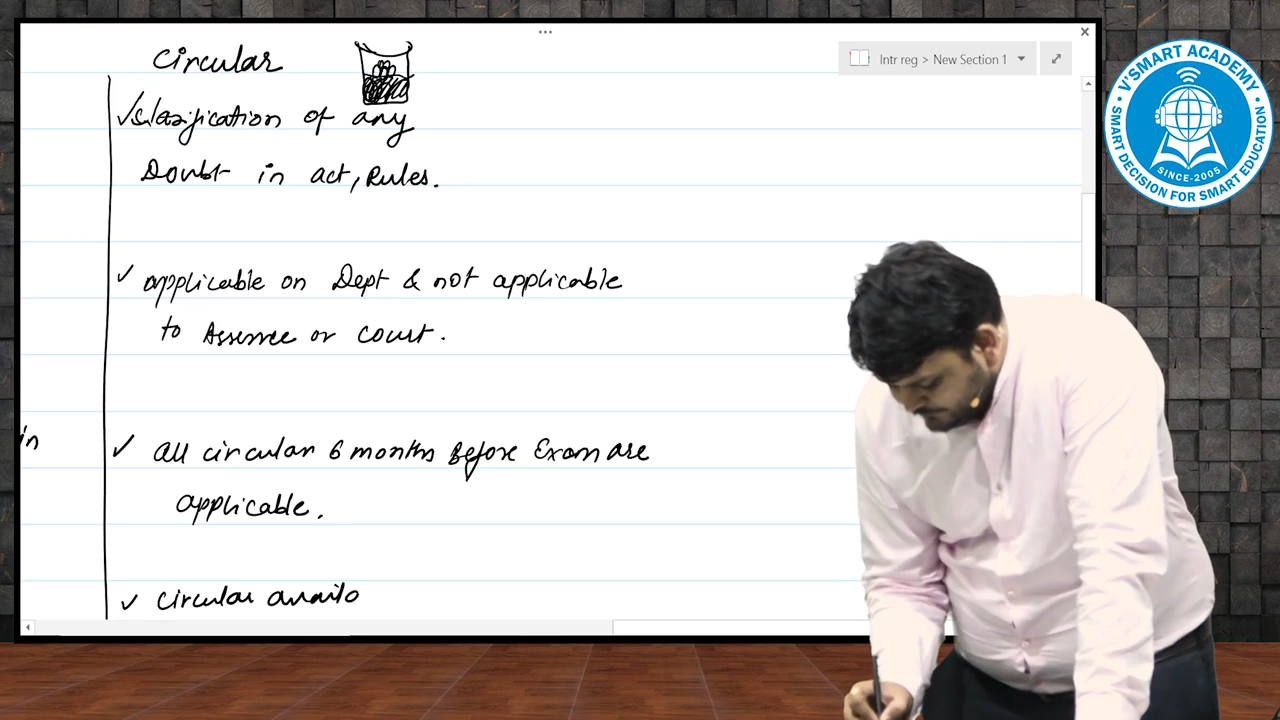 Circular
Intr reg > New Section 1
✓ Clarification of any
Doubt in act, Rules.
✓ applicable on Dept & not applicable
to Assessee or Court.
in
✓ All circular 6 months before Exam are
applicable.
✓ Circular availa
V'SMART ACADEMY
SINCE-2005
SMART DECISION FOR SMART EDUCATION